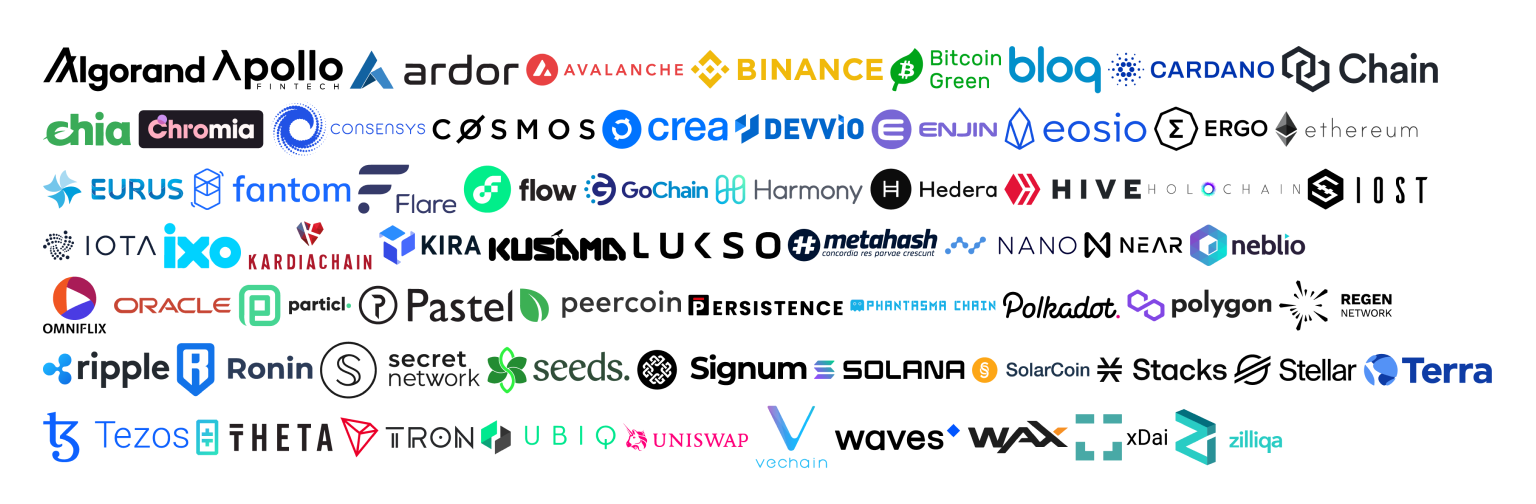 Algorand Apollo FINTECH ardor AVALANCHE BINANCE Bitcoin Green bloq CARDANO Chain
chia Chromia CONSENSYS COSMOS crea DEVVIO ENJIN eosio ERGO ethereum
EURUS fantom Flare flow GoChain Harmony Hedera HIVE HOLOCHAIN IOST
IOTA ixo KARDIACHAIN KIRA KUSAMA LUKSO metahash concordia res parvae crescunt NANO NEAR neblio
OMNIFLIX ORACLE particl. Pastel peercoin PERSISTENCE PHANTASMA CHAIN Polkadot. polygon REGEN NETWORK
ripple Ronin secret network seeds. Signum SOLANA SolarCoin Stacks Stellar Terra
Tezos THETA TRON UBIQ UNISWAP vechain waves WAX xDai zilliqa